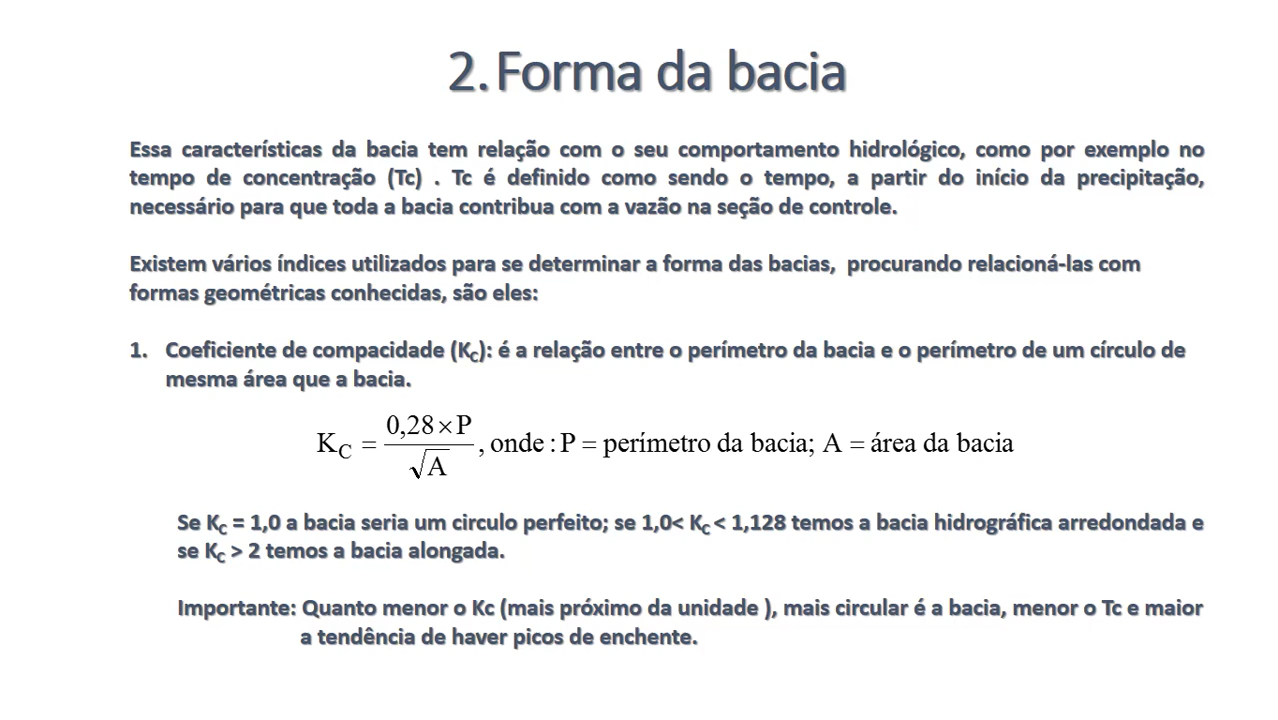 2. Forma da bacia
Essa características da bacia tem relação com o seu comportamento hidrológico, como por exemplo no
tempo de concentração (Tc) . Tc é definido como sendo o tempo, a partir do início da precipitação,
necessário para que toda a bacia contribua com a vazão na seção de controle.
Existem vários índices utilizados para se determinar a forma das bacias, procurando relacioná-las com
formas geométricas conhecidas, são eles:
1. Coeficiente de compacidade (K_C): é a relação entre o perímetro da bacia e o perímetro de um círculo de
mesma área que a bacia.
K_C = (0,28 × P) / √A , onde : P = perímetro da bacia; A = área da bacia
Se K_C = 1,0 a bacia seria um circulo perfeito; se 1,0< K_C < 1,128 temos a bacia hidrográfica arredondada e
se K_C > 2 temos a bacia alongada.
Importante: Quanto menor o Kc (mais próximo da unidade ), mais circular é a bacia, menor o Tc e maior
a tendência de haver picos de enchente.